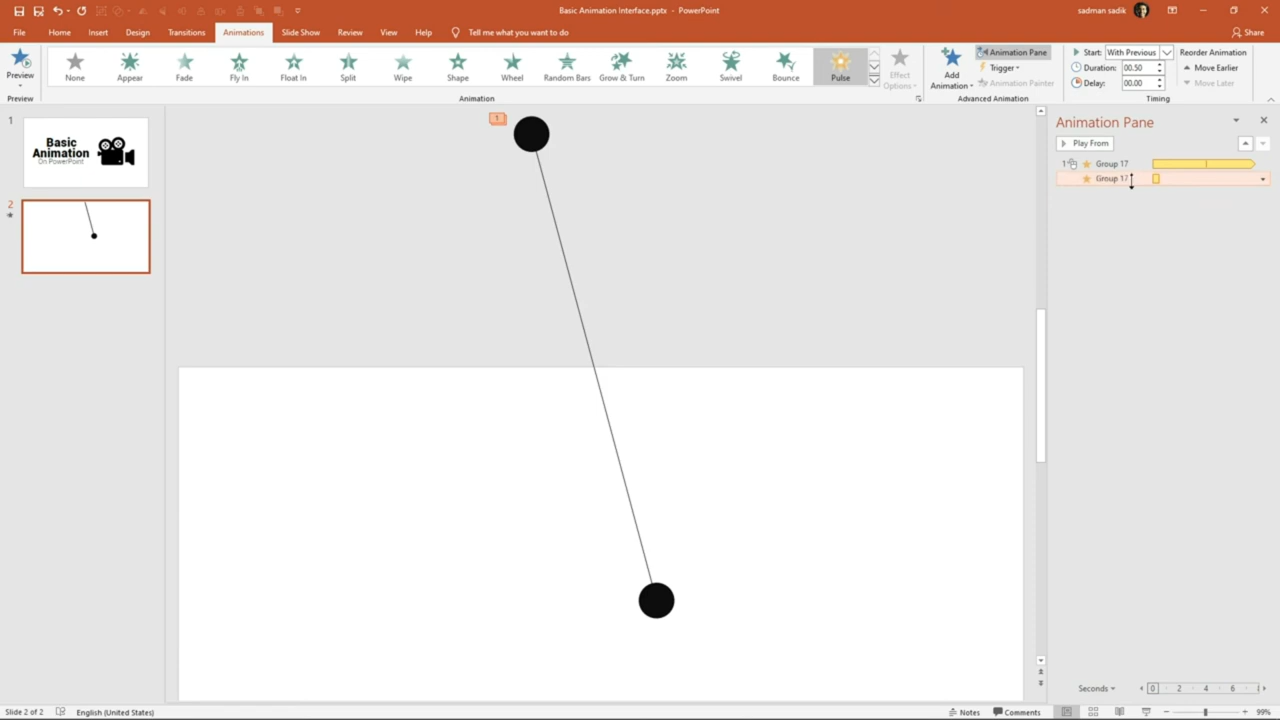 Basic Animation Interface.pptx - PowerPoint
sadman sadik
File Home Insert Design Transitions Animations Slide Show Review View Help Tell me what you want to do Share
Preview
None Appear Fade Fly In Float In Split Wipe Shape Wheel Random Bars Grow & Turn Zoom Swivel Bounce Pulse
Effect Options
Add Animation
Animation Pane
Trigger
Animation Painter
Start: With Previous
Duration: 00.50
Delay: 00.00
Reorder Animation
Move Earlier
Move Later
Preview Animation Advanced Animation Timing
1
Basic
Animation
On PowerPoint
2
1
Animation Pane
Play From
1 Group 17
Group 17
Seconds 0 2 4 6
Slide 2 of 2 English (United States) Notes Comments 99%